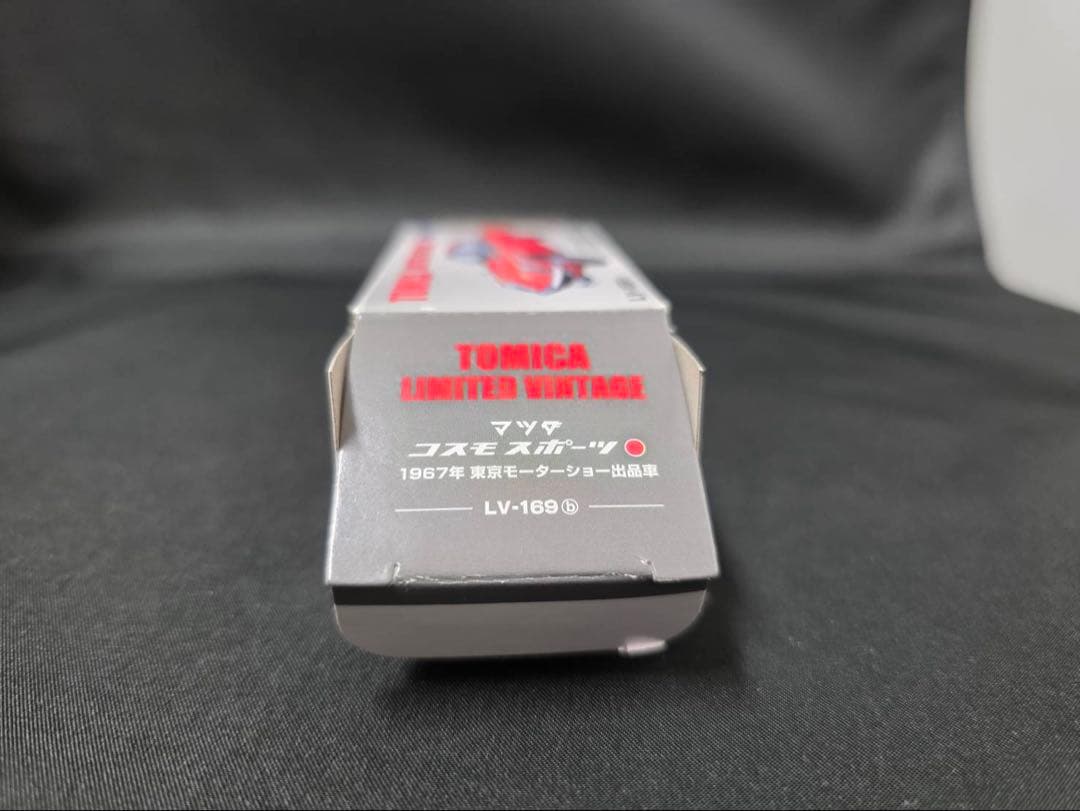 TOMICA
LIMITED VINTAGE
マツダ
コスモ スポーツ
1967年 東京モーターショー出品車
LV-169 ⓑ